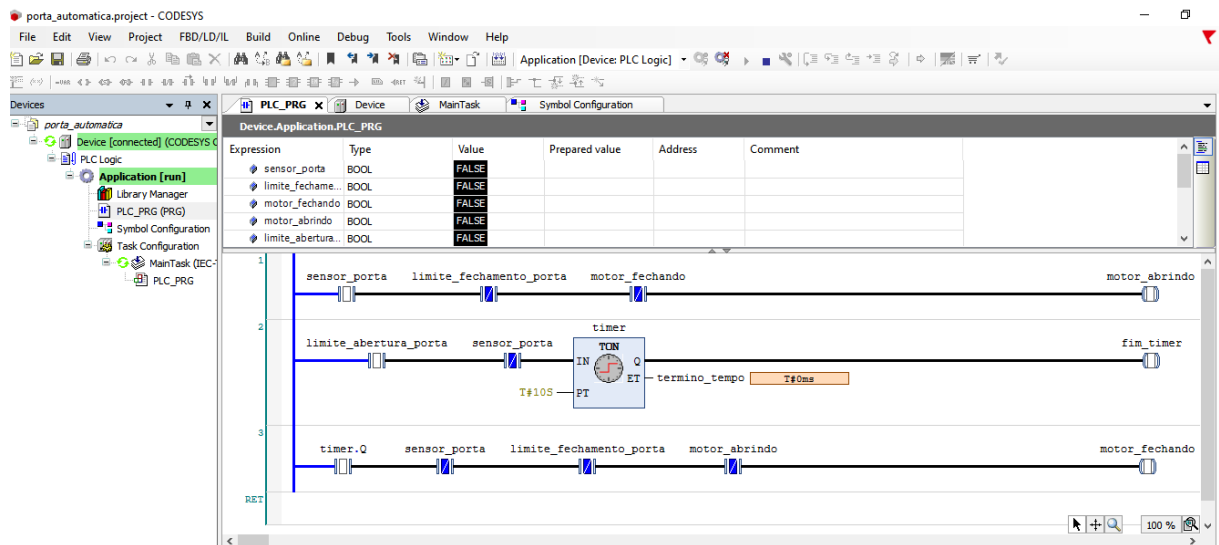 porta_automatica.project - CODESYS
File Edit View Project FBD/LD/IL Build Online Debug Tools Window Help
Application [Device: PLC Logic]
Devices
PLC_PRG Device MainTask Symbol Configuration
porta_automatica
Device [connected] (CODESYS C
PLC Logic
Application [run]
Library Manager
PLC_PRG (PRG)
Symbol Configuration
Task Configuration
MainTask (IEC-
PLC_PRG
Device.Application.PLC_PRG
Expression Type Value Prepared value Address Comment
sensor_porta BOOL FALSE
limite_fechame... BOOL FALSE
motor_fechando BOOL FALSE
motor_abrindo BOOL FALSE
limite_abertura... BOOL FALSE
1
sensor_porta limite_fechamento_porta motor_fechando motor_abrindo
2
timer
limite_abertura_porta sensor_porta TON fim_timer
IN Q
ET termino_tempo T#0ms
T#10S PT
3
timer.Q sensor_porta limite_fechamento_porta motor_abrindo motor_fechando
RET
100 %